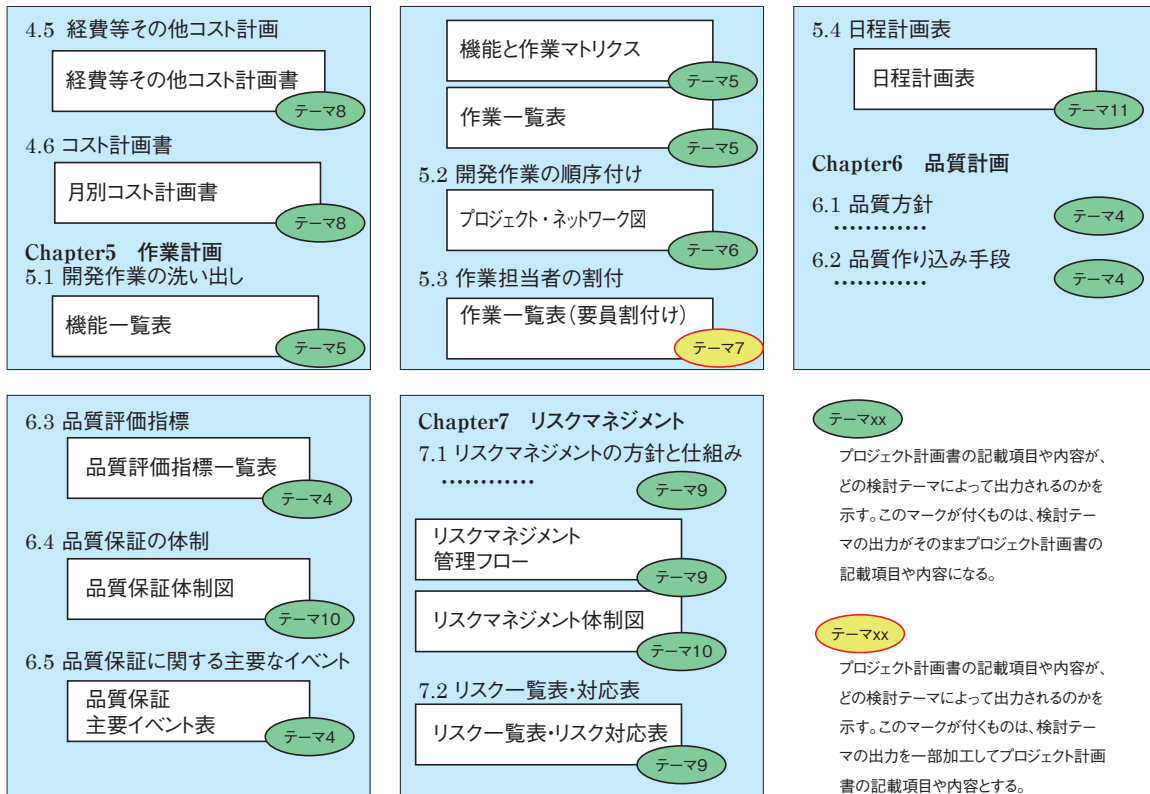 4.5 経費等その他コスト計画
経費等その他コスト計画書
テーマ8
4.6 コスト計画書
月別コスト計画書
テーマ8
Chapter5 作業計画
5.1 開発作業の洗い出し
機能一覧表
テーマ5
機能と作業マトリクス
テーマ5
作業一覧表
テーマ5
5.2 開発作業の順序付け
プロジェクト・ネットワーク図
テーマ6
5.3 作業担当者の割付
作業一覧表(要員割付け)
テーマ7
5.4 日程計画表
日程計画表
テーマ11
Chapter6 品質計画
6.1 品質方針
テーマ4
…………
6.2 品質作り込み手段
テーマ4
…………
6.3 品質評価指標
品質評価指標一覧表
テーマ4
6.4 品質保証の体制
品質保証体制図
テーマ10
6.5 品質保証に関する主要なイベント
品質保証
主要イベント表
テーマ4
Chapter7 リスクマネジメント
7.1 リスクマネジメントの方針と仕組み
…………
テーマ9
リスクマネジメント
管理フロー
テーマ9
リスクマネジメント体制図
テーマ10
7.2 リスク一覧表・対応表
リスク一覧表・リスク対応表
テーマ9
テーマxx
プロジェクト計画書の記載項目や内容が、
どの検討テーマによって出力されるのかを
示す。このマークが付くものは、検討テー
マの出力がそのままプロジェクト計画書の
記載項目や内容になる。
テーマxx
プロジェクト計画書の記載項目や内容が、
どの検討テーマによって出力されるのかを
示す。このマークが付くものは、検討テー
マの出力を一部加工してプロジェクト計画
書の記載項目や内容とする。